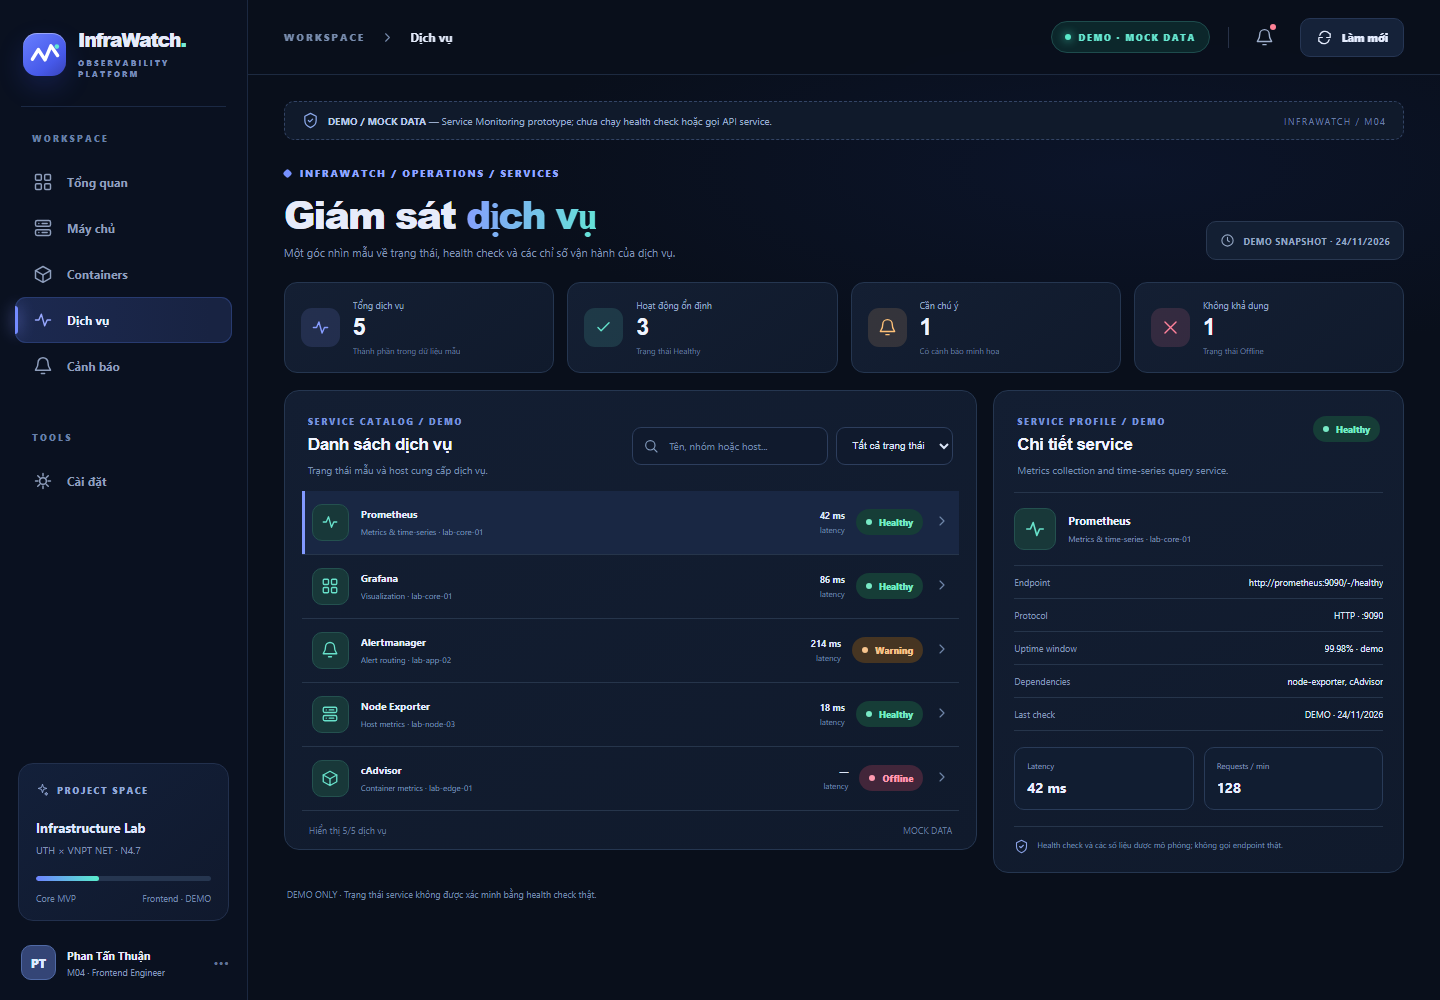 InfraWatch.
OBSERVABILITY
PLATFORM
WORKSPACE
Tổng quan
Máy chủ
Containers
Dịch vụ
Cảnh báo
TOOLS
Cài đặt
PROJECT SPACE
Infrastructure Lab
UTH × VNPT NET · N4.7
Core MVP
Frontend · DEMO
PT
Phan Tấn Thuận
M04 · Frontend Engineer
WORKSPACE
Dịch vụ
DEMO · MOCK DATA
Làm mới
DEMO / MOCK DATA — Service Monitoring prototype; chưa chạy health check hoặc gọi API service.
INFRAWATCH / M04
INFRAWATCH / OPERATIONS / SERVICES
Giám sát dịch vụ
Một góc nhìn mẫu về trạng thái, health check và các chỉ số vận hành của dịch vụ.
DEMO SNAPSHOT · 24/11/2026
Tổng dịch vụ
5
Thành phần trong dữ liệu mẫu
Hoạt động ổn định
3
Trạng thái Healthy
Cần chú ý
1
Có cảnh báo minh họa
Không khả dụng
1
Trạng thái Offline
SERVICE CATALOG / DEMO
Danh sách dịch vụ
Trạng thái mẫu và host cung cấp dịch vụ.
Tên, nhóm hoặc host...
Tất cả trạng thái
Prometheus
Metrics & time-series · lab-core-01
42 ms
latency
Healthy
Grafana
Visualization · lab-core-01
86 ms
latency
Healthy
Alertmanager
Alert routing · lab-app-02
214 ms
latency
Warning
Node Exporter
Host metrics · lab-node-03
18 ms
latency
Healthy
cAdvisor
Container metrics · lab-edge-01
—
latency
Offline
Hiển thị 5/5 dịch vụ
MOCK DATA
SERVICE PROFILE / DEMO
Healthy
Chi tiết service
Metrics collection and time-series query service.
Prometheus
Metrics & time-series · lab-core-01
Endpoint
http://prometheus:9090/-/healthy
Protocol
HTTP · :9090
Uptime window
99.98% · demo
Dependencies
node-exporter, cAdvisor
Last check
DEMO · 24/11/2026
Latency
42 ms
Requests / min
128
Health check và các số liệu được mô phỏng; không gọi endpoint thật.
DEMO ONLY · Trạng thái service không được xác minh bằng health check thật.